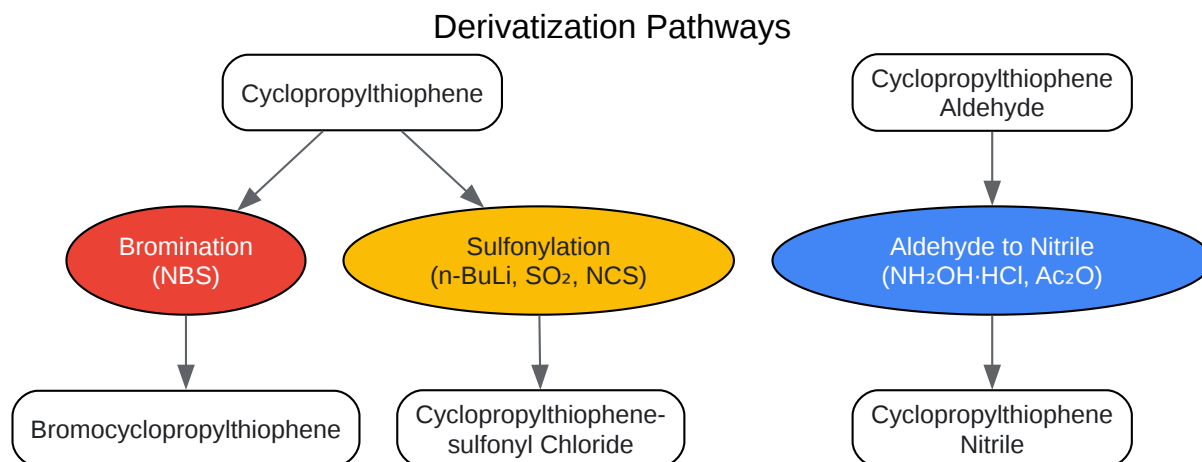 Derivatization Pathways
Cyclopropylthiophene
Cyclopropylthiophene
Aldehyde
Bromination
(NBS)
Sulfonylation
(n-BuLi, SO₂, NCS)
Aldehyde to Nitrile
(NH₂OH·HCl, Ac₂O)
Bromocyclopropylthiophene
Cyclopropylthiophene-
sulfonyl Chloride
Cyclopropylthiophene
Nitrile